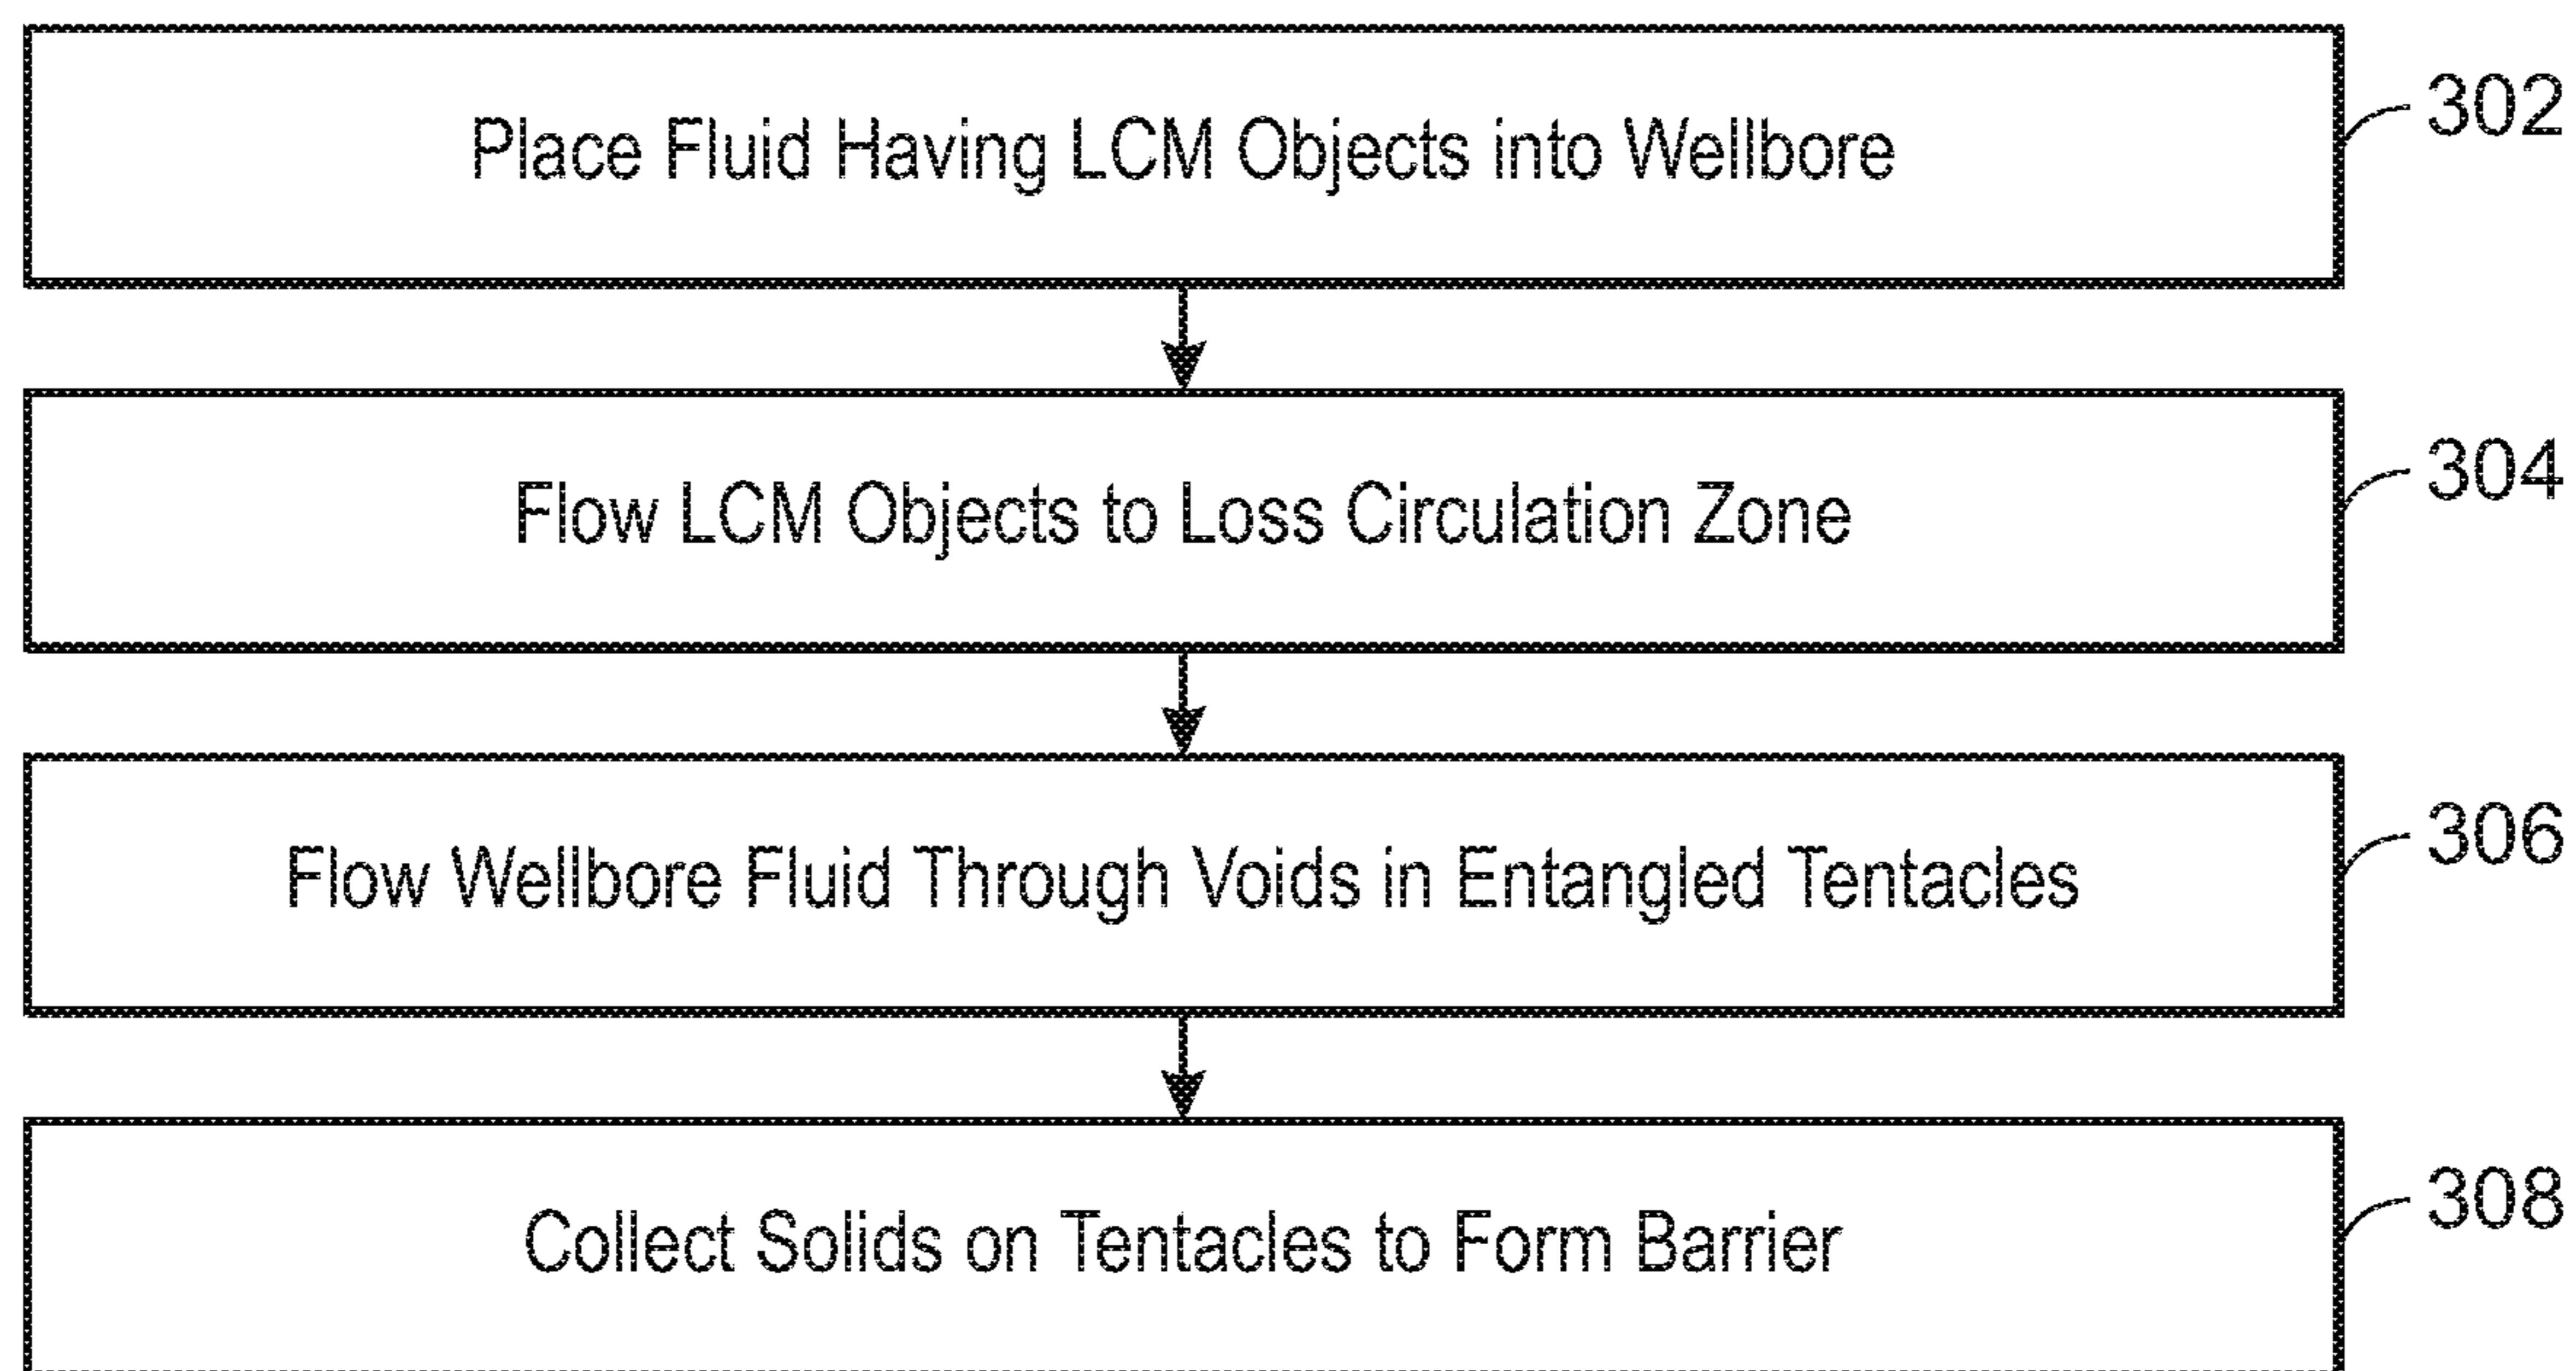 Place Fluid Having LCM Objects into Wellbore
302
Flow LCM Objects to Loss Circulation Zone
304
Flow Wellbore Fluid Through Voids in Entangled Tentacles
306
Collect Solids on Tentacles to Form Barrier
308